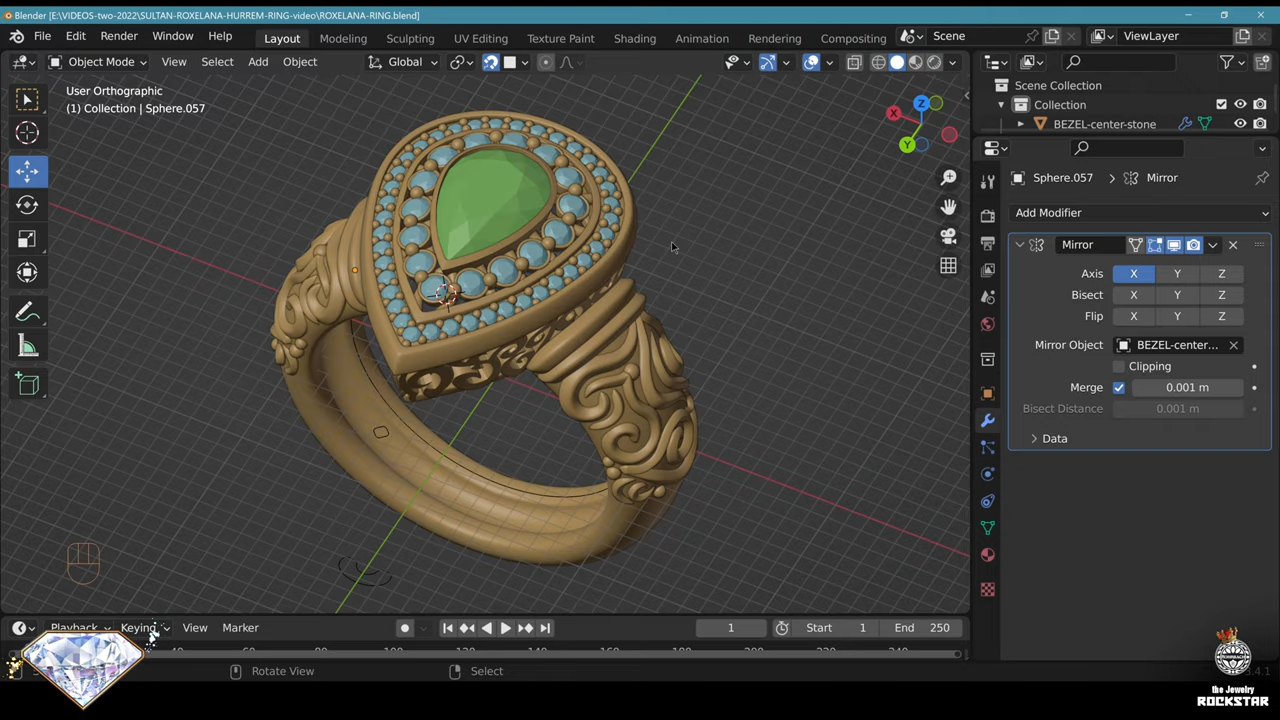 Blender [E:\VIDEOS-two-2022\SULTAN-ROXELANA-HURREM-RING-video\ROXELANA-RING.blend]
File Edit Render Window Help
Layout Modeling Sculpting UV Editing Texture Paint Shading Animation Rendering Compositing
Scene
ViewLayer
Object Mode View Select Add Object
Global
User Orthographic
(1) Collection | Sphere.057
Z
X
Y
Scene Collection
Collection
BEZEL-center-stone
Sphere.057 > Mirror
Add Modifier
Mirror
Axis X Y Z
Bisect X Y Z
Flip X Y Z
Mirror Object BEZEL-center...
Clipping
Merge 0.001 m
Bisect Distance 0.001 m
Data
Playback Keying View Marker
1
Start 1
End 250
Rotate View
Select
the Jewelry
ROCKSTAR